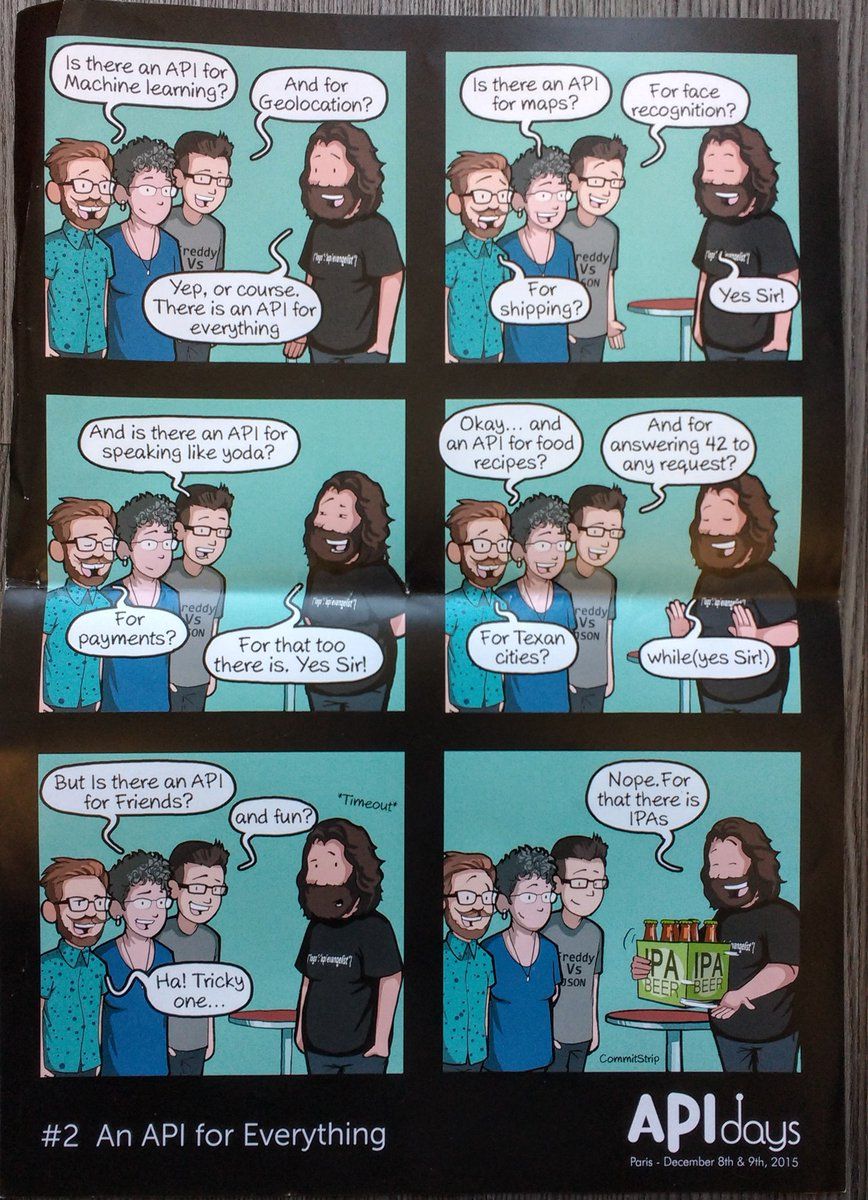 Is there an API for
Machine learning?
And for
Geolocation?
Yep, or course.
There is an API for
everything
reddy
Vs
Is there an API
for maps?
For face
recognition?
For
shipping?
Yes Sir!
reddy
Vs
SON
And is there an API for
speaking like yoda?
For
payments?
For that too
there is. Yes Sir!
reddy
Vs
JSON
Okay... and
an API for food
recipes?
And for
answering 42 to
any request?
For Texan
cities?
while(yes Sir!)
reddy
Vs
JSON
But Is there an API
for Friends?
and fun?
*Timeout*
Ha! Tricky
one...
Nope.For
that there is
IPAs
Freddy
Vs
JSON
IPA
BEER
IPA
BEER
CommitStrip
#2 An API for Everything
APIdays
Paris - December 8th & 9th, 2015